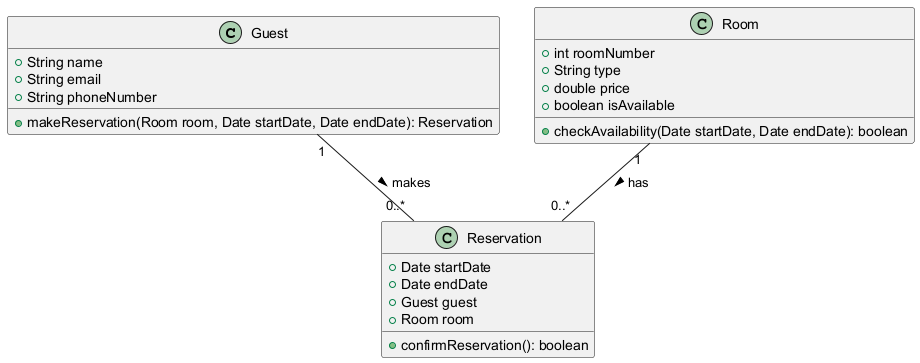 C Guest
String name
String email
String phoneNumber
makeReservation(Room room, Date startDate, Date endDate): Reservation
C Room
int roomNumber
String type
double price
boolean isAvailable
checkAvailability(Date startDate, Date endDate): boolean
1
makes
0..*
1
has
0..*
C Reservation
Date startDate
Date endDate
Guest guest
Room room
confirmReservation(): boolean